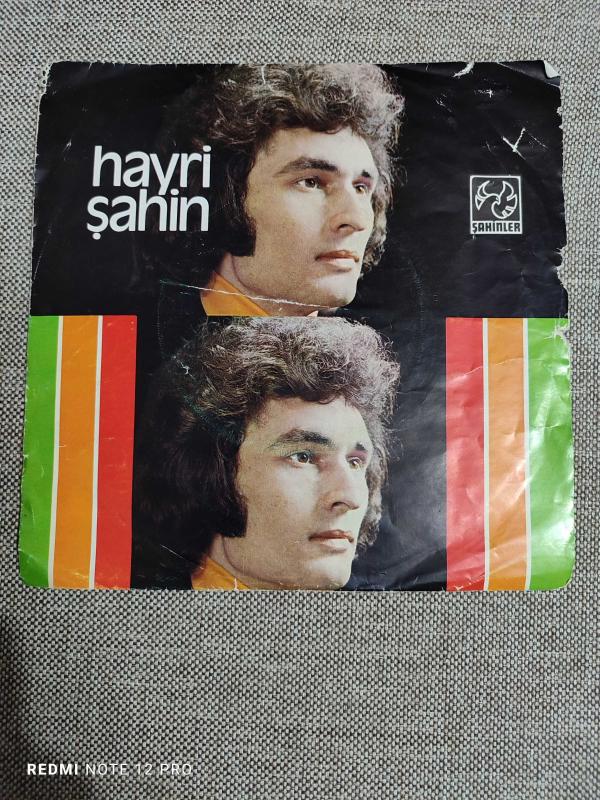 hayri
şahin
ŞAHİNLER
REDMI NOTE 12 PRO